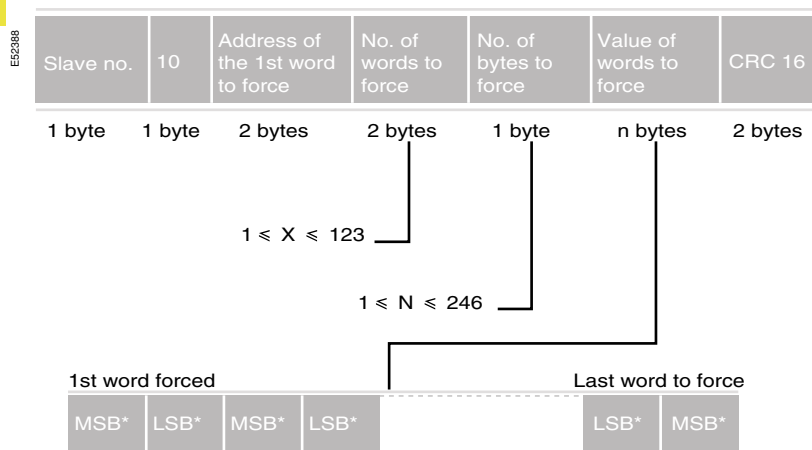 E52388
Slave no.
10
Address of
the 1st word
to force
No. of
words to
force
No. of
bytes to
force
Value of
words to
force
CRC 16
1 byte
1 byte
2 bytes
2 bytes
1 byte
n bytes
2 bytes
1 ⩽ X ⩽ 123
1 ⩽ N ⩽ 246
1st word forced
Last word to force
MSB*
LSB*
MSB*
LSB*
LSB*
MSB*